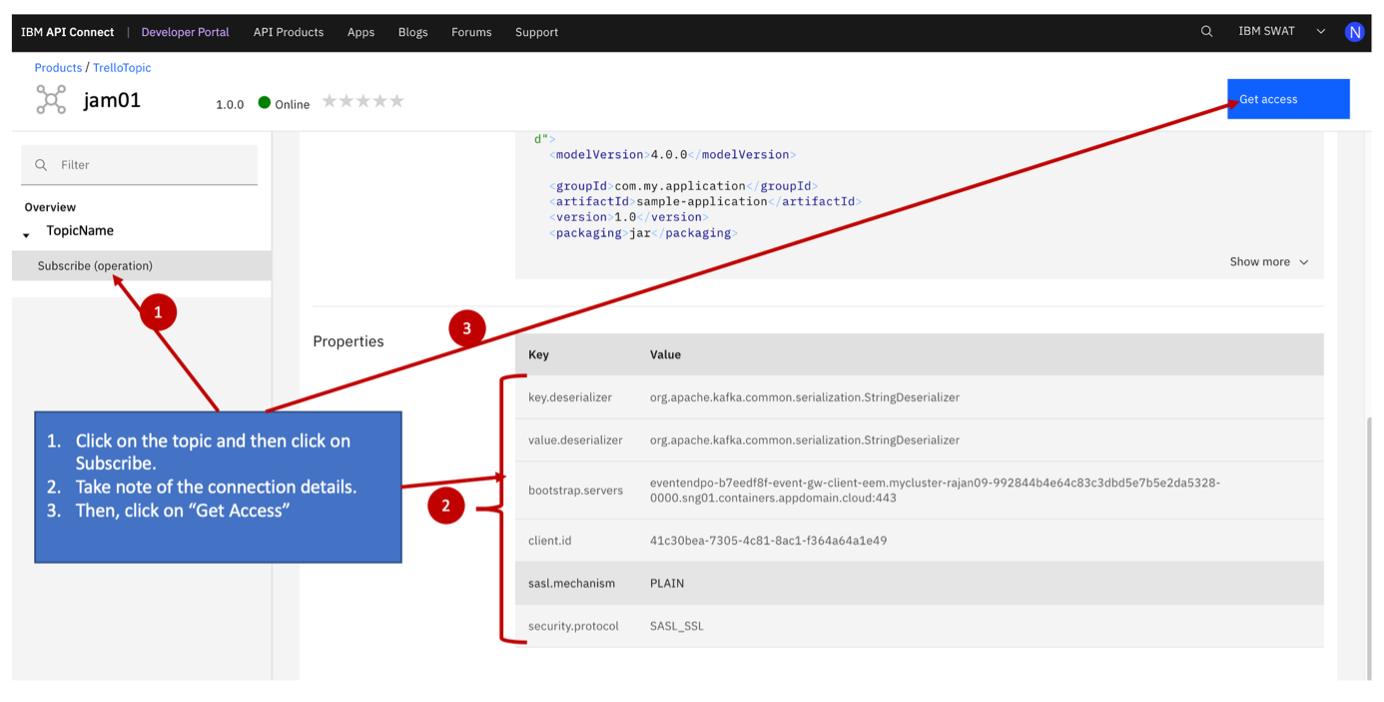 IBM API Connect | Developer Portal API Products Apps Blogs Forums Support IBM SWAT N
Products / TrelloTopic
jam01 1.0.0 Online
Get access
Filter
Overview
TopicName
Subscribe (operation)
d">
<modelVersion>4.0.0</modelVersion>
<groupId>com.my.application</groupId>
<artifactId>sample-application</artifactId>
<version>1.0</version>
<packaging>jar</packaging>
Show more
1
3
Properties
Key Value
key.deserializer org.apache.kafka.common.serialization.StringDeserializer
value.deserializer org.apache.kafka.common.serialization.StringDeserializer
bootstrap.servers eventendpo-b7eedf8f-event-gw-client-eem.mycluster-rajan09-992844b4e64c83c3dbd5e7b5e2da5328-
0000.sng01.containers.appdomain.cloud:443
client.id 41c30bea-7305-4c81-8ac1-f364a64a1e49
sasl.mechanism PLAIN
security.protocol SASL_SSL
1. Click on the topic and then click on
Subscribe.
2. Take note of the connection details.
3. Then, click on “Get Access”
2